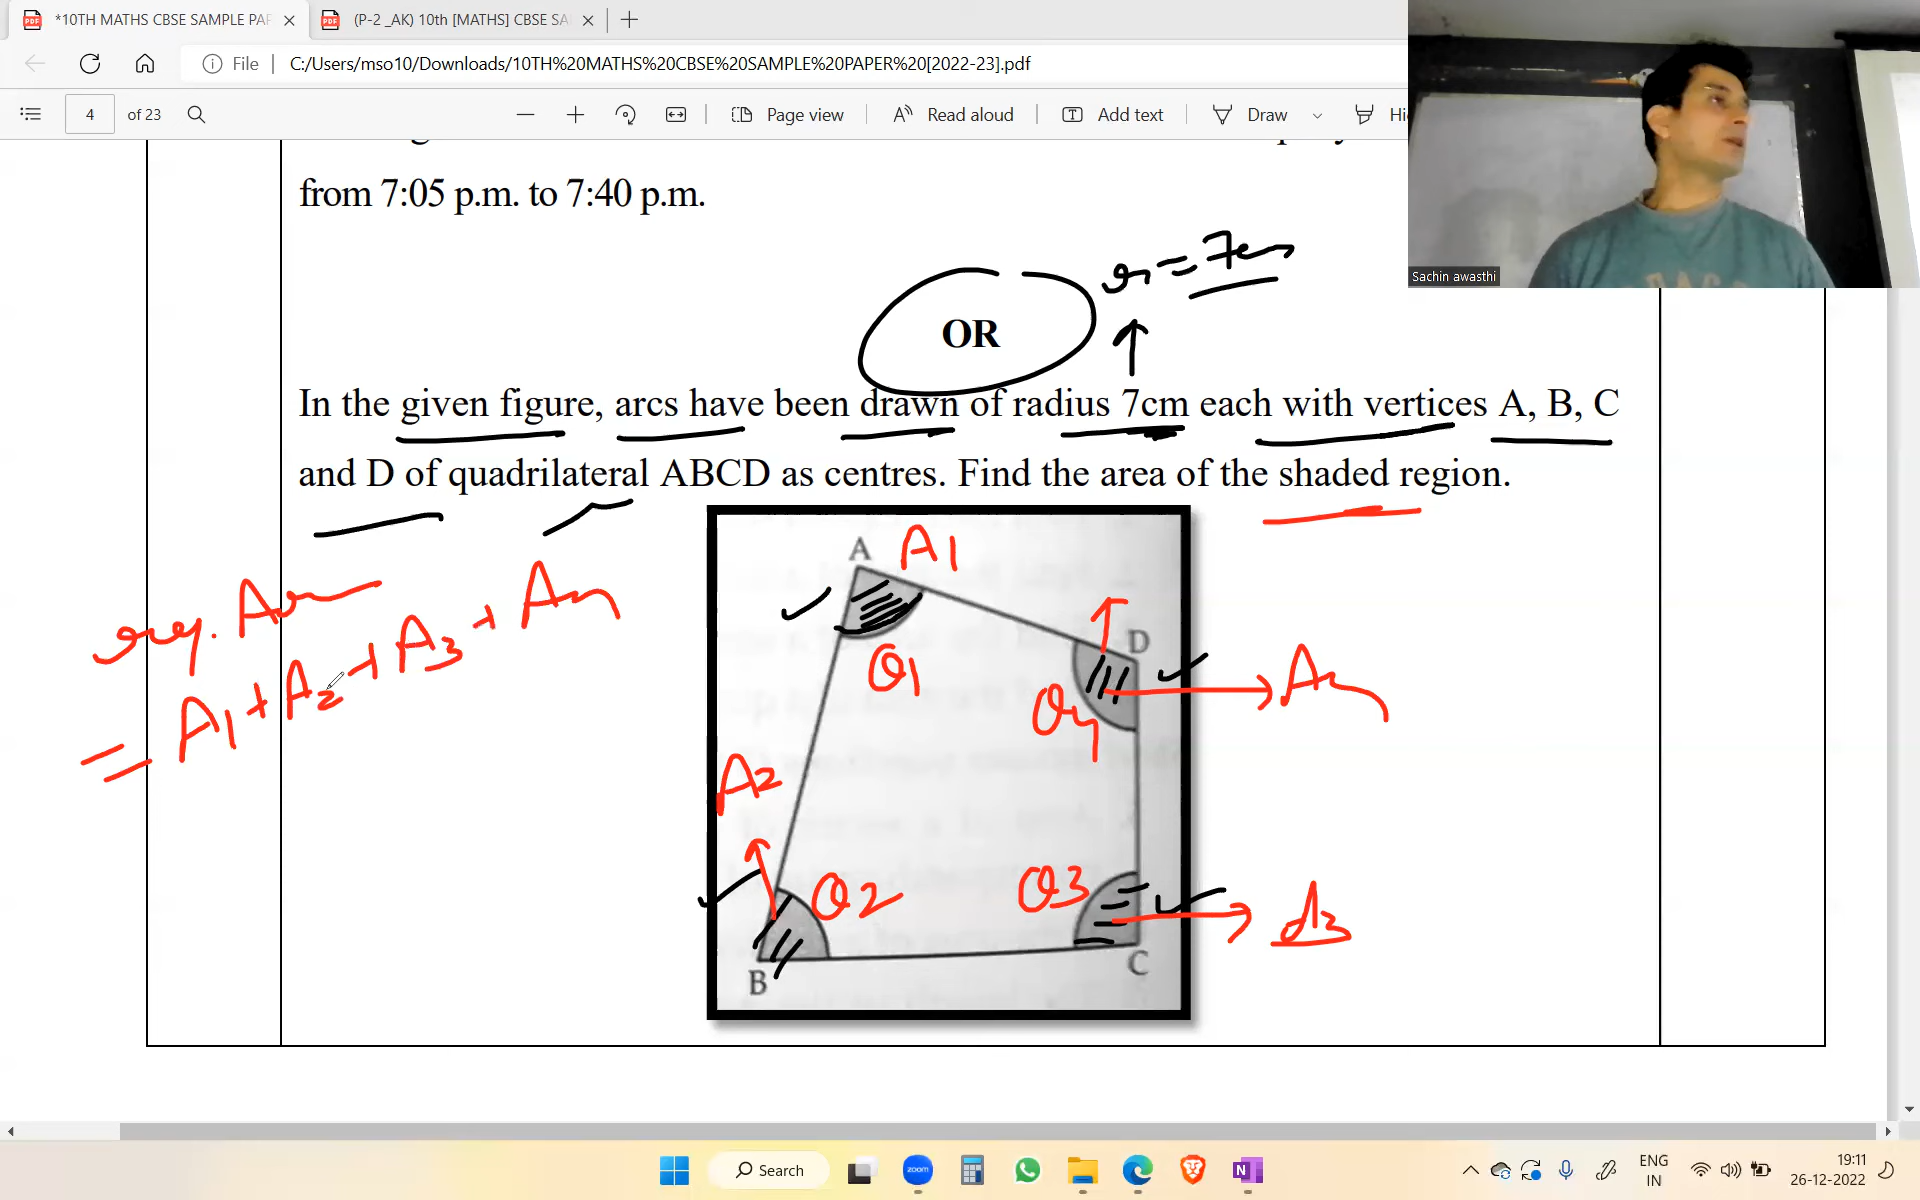 *10TH MATHS CBSE SAMPLE PAP
(P-2 _AK) 10th [MATHS] CBSE SA
File
C:/Users/mso10/Downloads/10TH%20MATHS%20CBSE%20SAMPLE%20PAPER%20[2022-23].pdf
4 of 23
Page view
Read aloud
Add text
Draw
Hi
Sachin awasthi
from 7:05 p.m. to 7:40 p.m.
r = 7cm
OR
In the given figure, arcs have been drawn of radius 7cm each with vertices A, B, C
and D of quadrilateral ABCD as centres. Find the area of the shaded region.
A
A1
D
req. Ar
= A1 + A2 + A3 + A4
θ1
θ4
A4
A2
θ2
θ3
B
C
Search
zoom
ENG
IN
19:11
26-12-2022